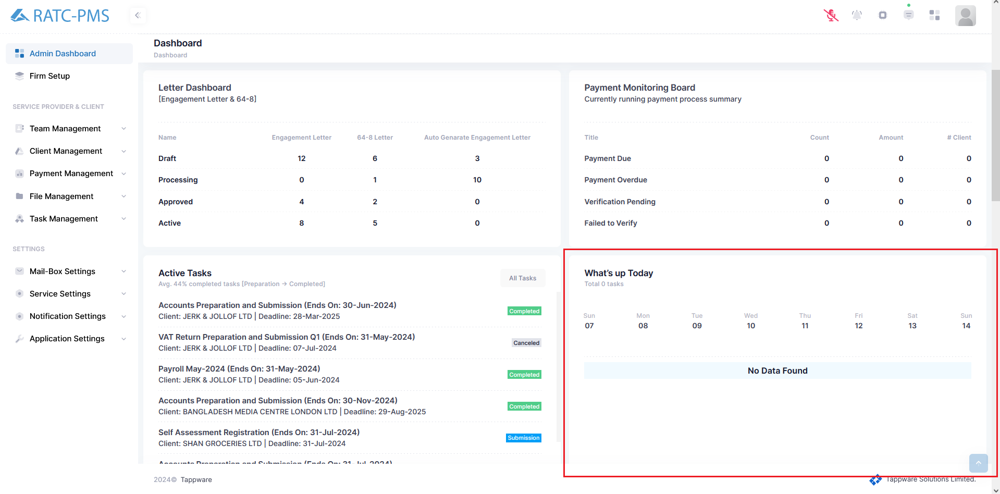 RATC-PMS
Admin Dashboard
Firm Setup
SERVICE PROVIDER & CLIENT
Team Management
Client Management
Payment Management
File Management
Task Management
SETTINGS
Mail-Box Settings
Service Settings
Notification Settings
Application Settings
Dashboard
Dashboard
Letter Dashboard
[Engagement Letter & 64-8]
Name Engagement Letter 64-8 Letter Auto Genarate Engagement Letter
Draft 12 6 3
Processing 0 1 10
Approved 4 2 0
Active 8 5 0
Payment Monitoring Board
Currently running payment process summary
Title Count Amount # Client
Payment Due 0 0 0
Payment Overdue 0 0 0
Verification Pending 0 0 0
Failed to Verify 0 0 0
Active Tasks
Avg. 44% completed tasks [Preparation → Completed]
All Tasks
Accounts Preparation and Submission (Ends On: 30-Jun-2024)
Client: JERK & JOLLOF LTD | Deadline: 28-Mar-2025
Completed
VAT Return Preparation and Submission Q1 (Ends On: 31-May-2024)
Client: JERK & JOLLOF LTD | Deadline: 07-Jul-2024
Canceled
Payroll May-2024 (Ends On: 31-May-2024)
Client: JERK & JOLLOF LTD | Deadline: 05-Jun-2024
Completed
Accounts Preparation and Submission (Ends On: 30-Nov-2024)
Client: BANGLADESH MEDIA CENTRE LONDON LTD | Deadline: 29-Aug-2025
Completed
Self Assessment Registration (Ends On: 31-Jul-2024)
Client: SHAN GROCERIES LTD | Deadline: 31-Jul-2024
Submission
Accounts Preparation and Submission (Ends On: 31-Jul-2024)
What's up Today
Total 0 tasks
Sun Mon Tue Wed Thu Fri Sat Sun
07 08 09 10 11 12 13 14
No Data Found
2024© Tappware
Tappware Solutions Limited.